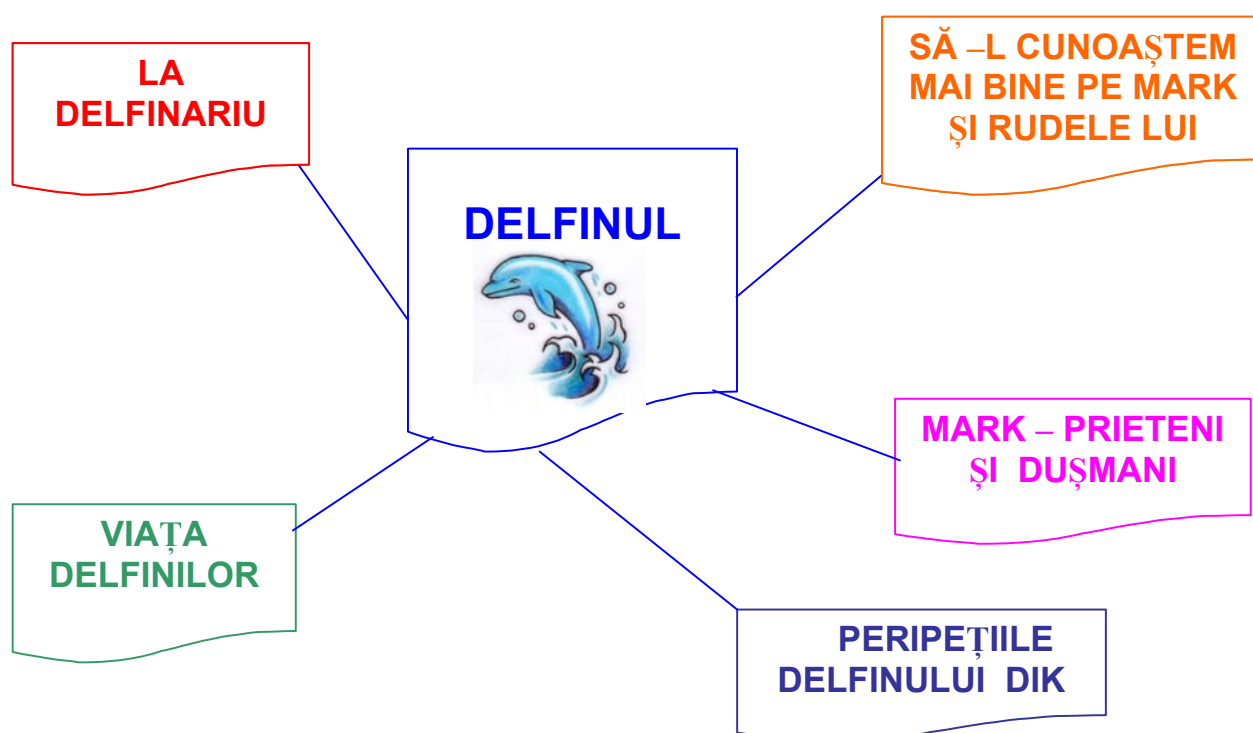 LA
DELFINARIU
SĂ –L CUNOAȘTEM
MAI BINE PE MARK
ȘI RUDELE LUI
DELFINUL
MARK – PRIETENI
ȘI DUȘMANI
VIAȚA
DELFINILOR
PERIPEȚIILE
DELFINULUI DIK